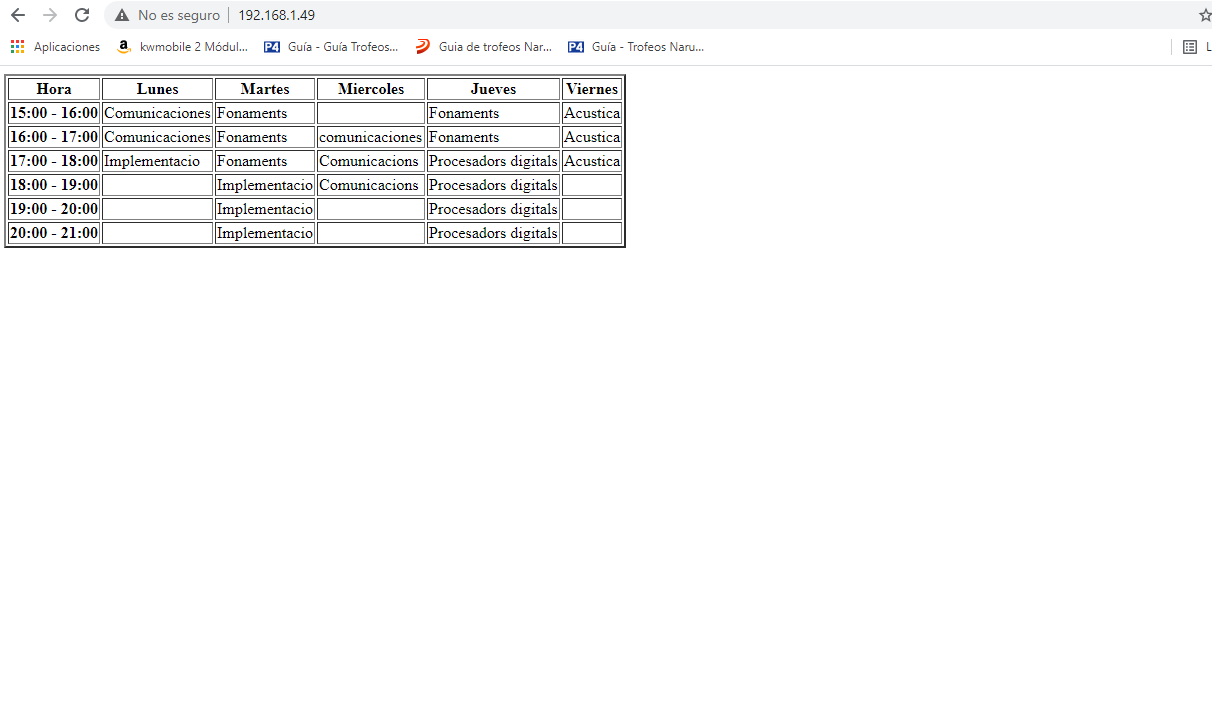 No es seguro 192.168.1.49
Aplicaciones kwmobile 2 Módul... Guía - Guía Trofeos... Guia de trofeos Nar... Guía - Trofeos Naru... L
Hora Lunes Martes Miercoles Jueves Viernes
15:00 - 16:00 Comunicaciones Fonaments Fonaments Acustica
16:00 - 17:00 Comunicaciones Fonaments comunicaciones Fonaments Acustica
17:00 - 18:00 Implementacio Fonaments Comunicacions Procesadors digitals Acustica
18:00 - 19:00 Implementacio Comunicacions Procesadors digitals
19:00 - 20:00 Implementacio Procesadors digitals
20:00 - 21:00 Implementacio Procesadors digitals